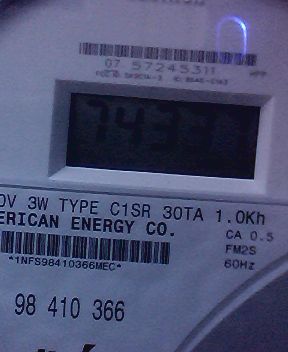 07 57245311
7433
0V 3W TYPE C1SR 30TA 1.0Kh
ERICAN ENERGY CO.
CA 0.5
FM2S
*1NFS98410366MEC*
60Hz
98 410 366